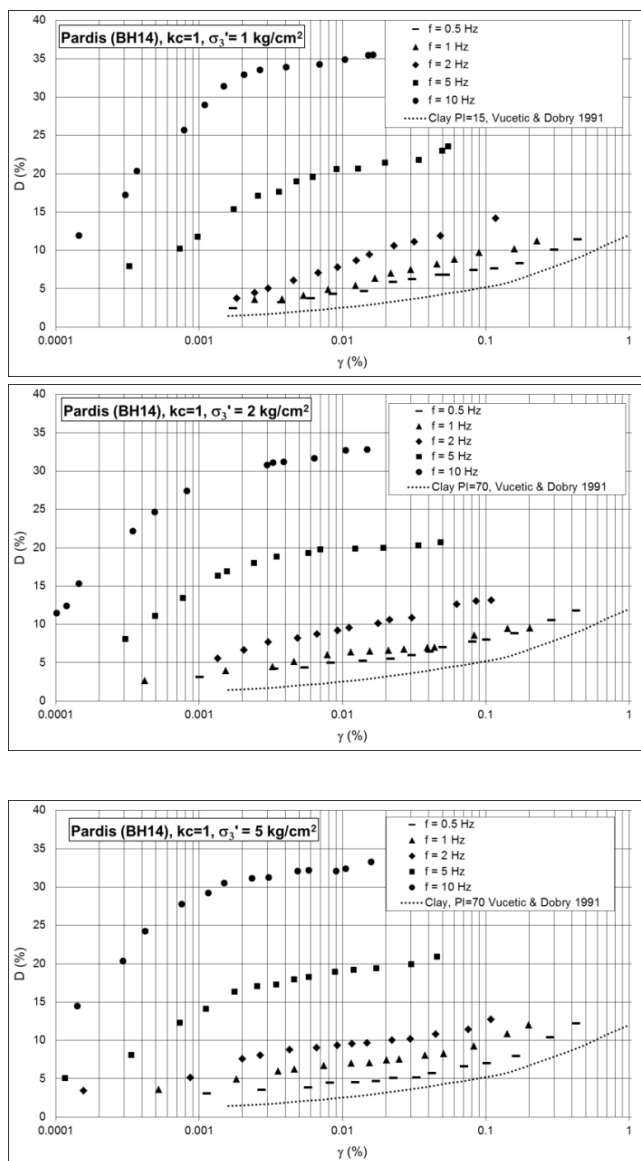 Pardis (BH14), kc=1, σ3'= 1 kg/cm2
f = 0.5 Hz
f = 1 Hz
f = 2 Hz
f = 5 Hz
f = 10 Hz
Clay PI=15, Vucetic & Dobry 1991
40
35
30
25
20
15
10
5
0
D (%)
0.0001
0.001
0.01
0.1
1
γ (%)
Pardis (BH14), kc=1, σ3' = 2 kg/cm2
f = 0.5 Hz
f = 1 Hz
f = 2 Hz
f = 5 Hz
f = 10 Hz
Clay PI=70, Vucetic & Dobry 1991
40
35
30
25
20
15
10
5
0
D (%)
0.0001
0.001
0.01
0.1
1
γ (%)
Pardis (BH14), kc=1, σ3' = 5 kg/cm2
f = 0.5 Hz
f = 1 Hz
f = 2 Hz
f = 5 Hz
f = 10 Hz
Clay, PI=70 Vucetic & Dobry 1991
40
35
30
25
20
15
10
5
0
D (%)
0.0001
0.001
0.01
0.1
1
γ (%)